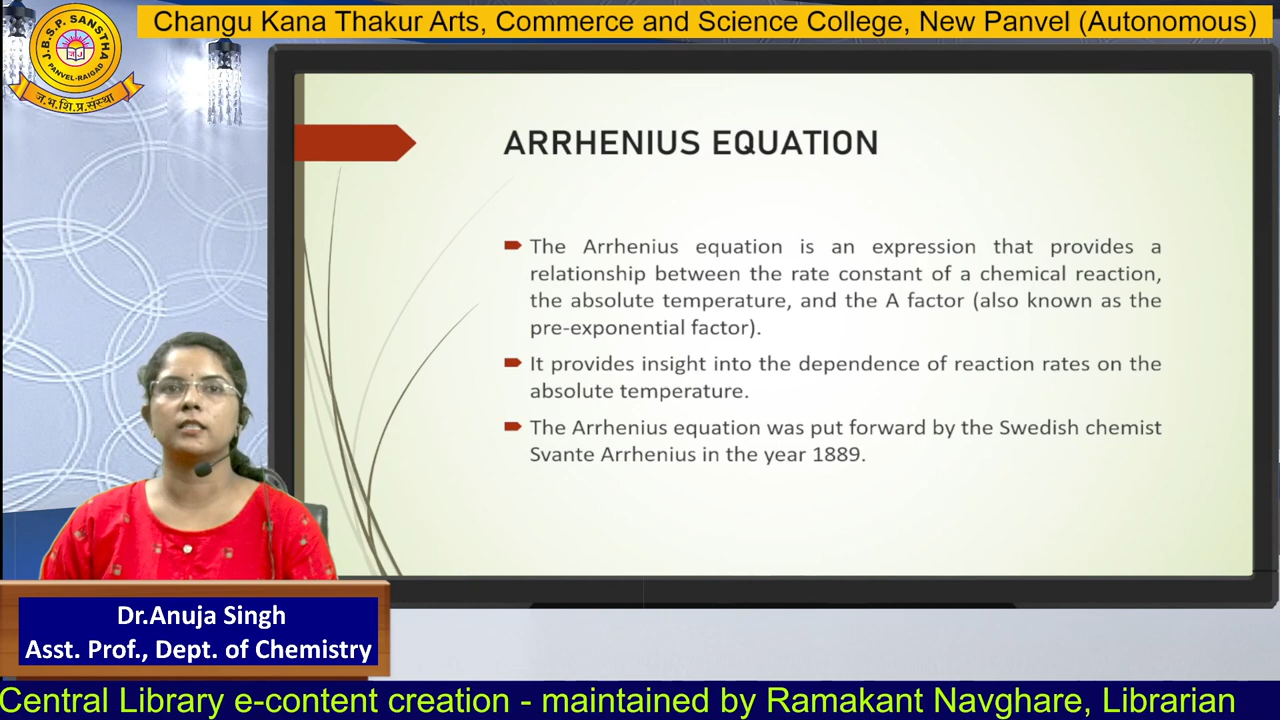 Changu Kana Thakur Arts, Commerce and Science College, New Panvel (Autonomous)
J.B.S.P. SANSTHA
PANVEL-RAIGAD
ज.भ.शि.प्र.संस्था
ARRHENIUS EQUATION
The Arrhenius equation is an expression that provides a
relationship between the rate constant of a chemical reaction,
the absolute temperature, and the A factor (also known as the
pre-exponential factor).
It provides insight into the dependence of reaction rates on the
absolute temperature.
The Arrhenius equation was put forward by the Swedish chemist
Svante Arrhenius in the year 1889.
Dr.Anuja Singh
Asst. Prof., Dept. of Chemistry
Central Library e-content creation - maintained by Ramakant Navghare, Librarian